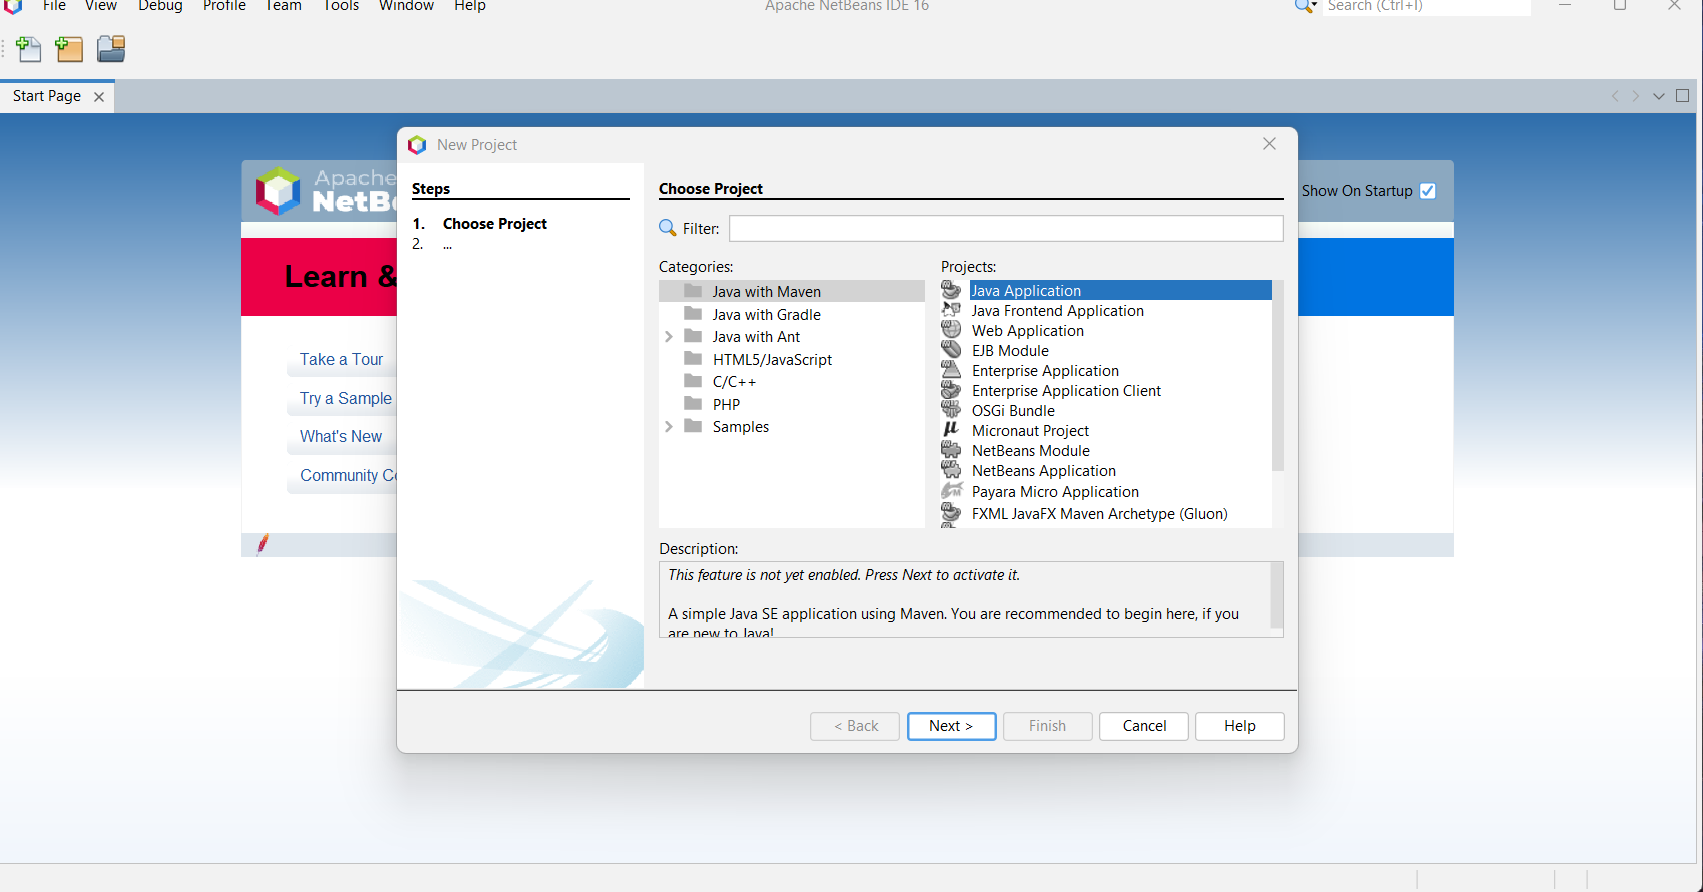 File View Debug Profile Team Tools Window Help
Apache NetBeans IDE 16
Search (Ctrl+I)
Start Page
Apache
NetBe
Show On Startup
Learn &
Take a Tour
Try a Sample
What's New
Community Co
New Project
Steps
1. Choose Project
2. ...
Choose Project
Filter:
Categories:
Java with Maven
Java with Gradle
Java with Ant
HTML5/JavaScript
C/C++
PHP
Samples
Projects:
Java Application
Java Frontend Application
Web Application
EJB Module
Enterprise Application
Enterprise Application Client
OSGi Bundle
Micronaut Project
NetBeans Module
NetBeans Application
Payara Micro Application
FXML JavaFX Maven Archetype (Gluon)
Description:
This feature is not yet enabled. Press Next to activate it.
A simple Java SE application using Maven. You are recommended to begin here, if you
are new to Java!
< Back
Next >
Finish
Cancel
Help